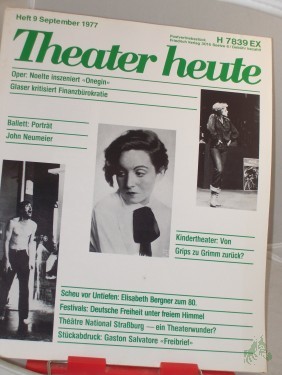 Heft 9 September 1977
H 7839 EX
Theater heute
Oper: Noelte inszeniert «Onegin»
Glaser kritisiert Finanzbürokratie
Ballett: Porträt
John Neumeier
Kindertheater: Von
Grips zu Grimm zurück?
Scheu vor Untiefen: Elisabeth Bergner zum 80.
Festivals: Deutsche Freiheit unter freiem Himmel
Théâtre National Straßburg — ein Theaterwunder?
Stückabdruck: Gaston Salvatore «Freibrief»